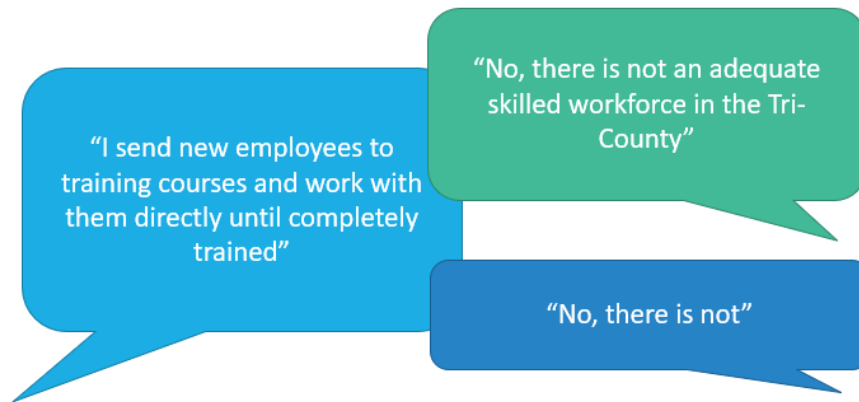 “I send new employees to
training courses and work with
them directly until completely
trained”
“No, there is not an adequate
skilled workforce in the Tri-
County”
“No, there is not”